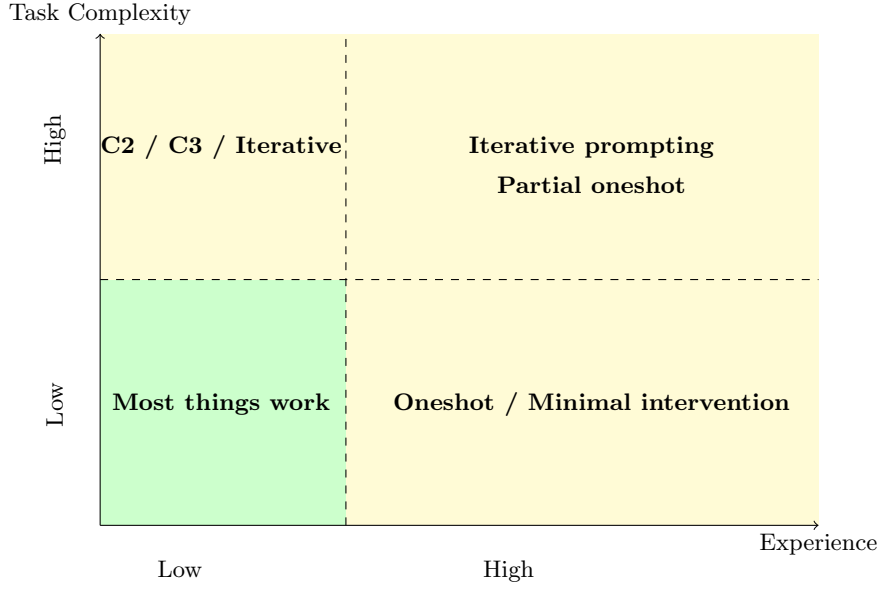 Task Complexity
High
C2 / C3 / Iterative
Iterative prompting
Partial oneshot
Low
Most things work
Oneshot / Minimal intervention
Experience
Low
High